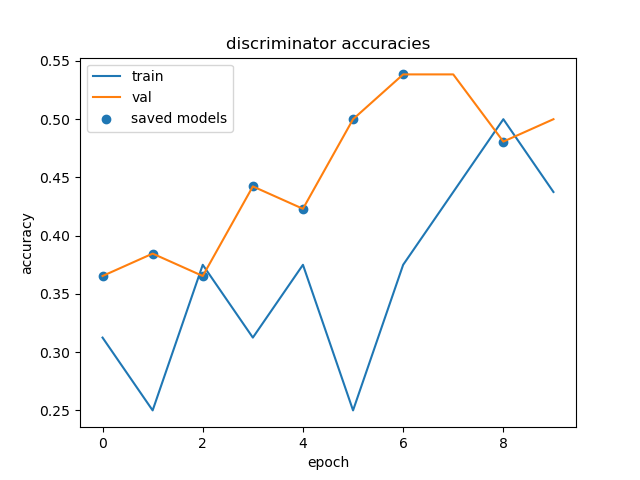 discriminator accuracies
train
val
saved models
0.55
0.50
0.45
0.40
0.35
0.30
0.25
accuracy
0 2 4 6 8
epoch